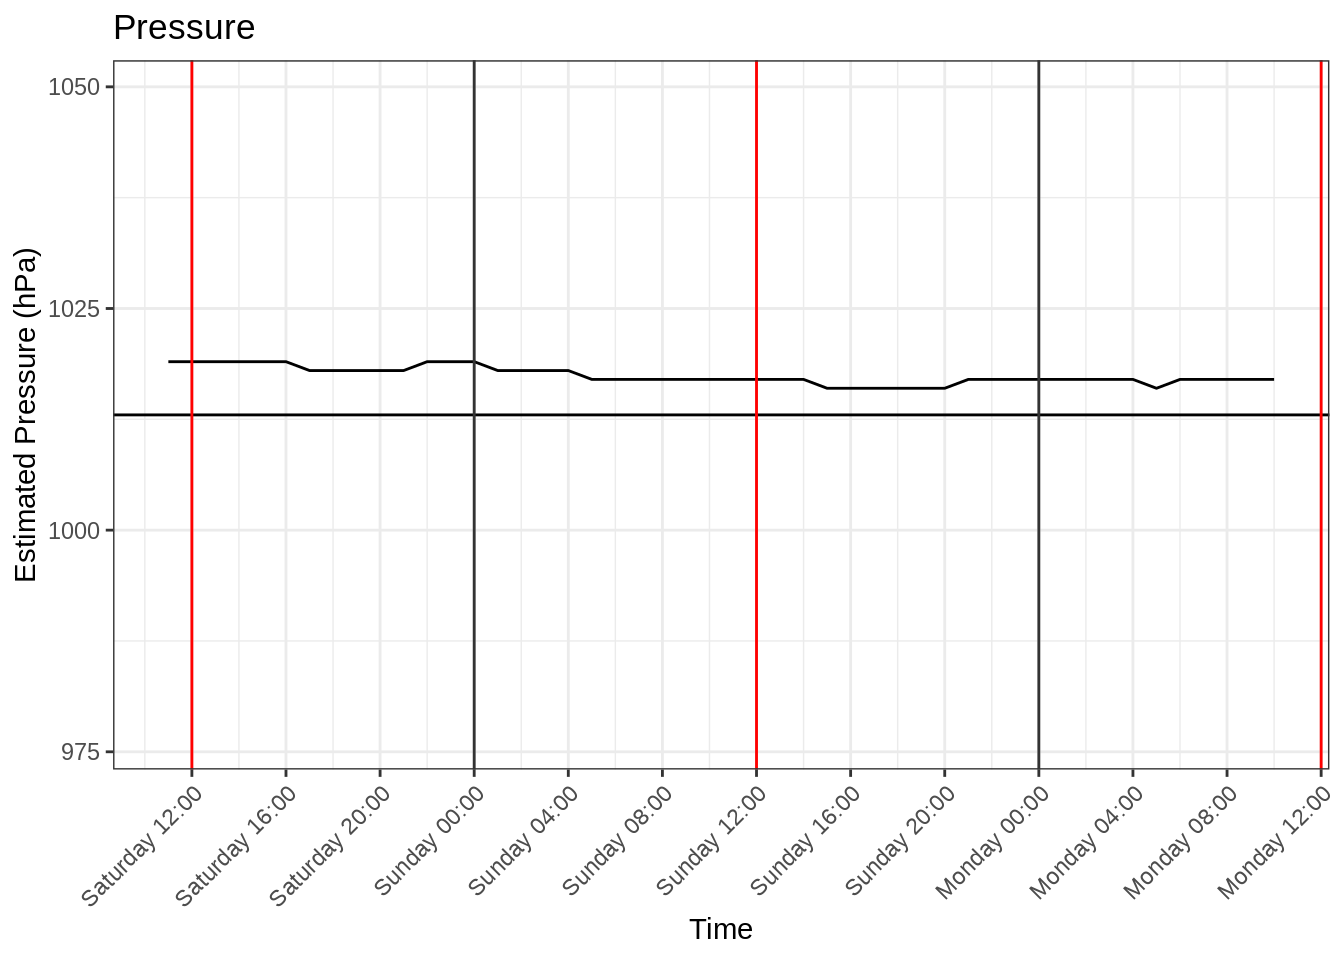 Pressure
Estimated Pressure (hPa)
1050
1025
1000
975
Saturday 12:00
Saturday 16:00
Saturday 20:00
Sunday 00:00
Sunday 04:00
Sunday 08:00
Sunday 12:00
Sunday 16:00
Sunday 20:00
Monday 00:00
Monday 04:00
Monday 08:00
Monday 12:00
Time